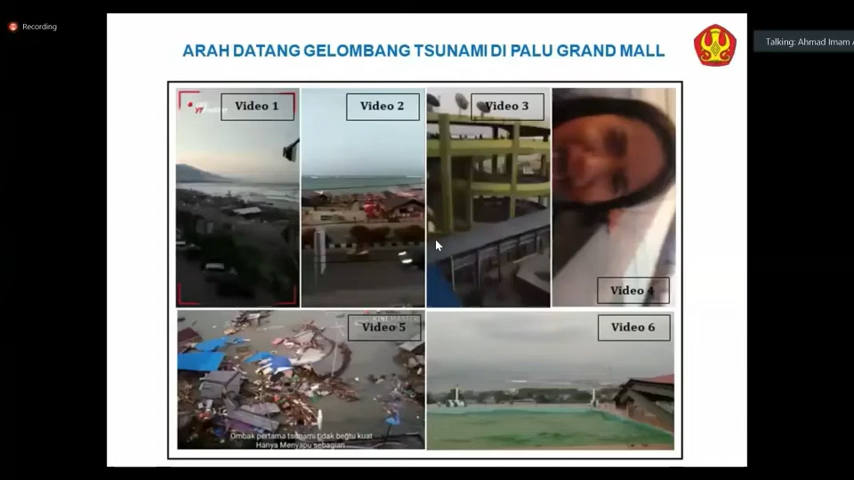 Recording
ARAH DATANG GELOMBANG TSUNAMI DI PALU GRAND MALL
Talking: Ahmad Imam A
Video 1
Video 2
Video 3
Video 4
KINEMASTER
Video 5
Video 6
Ombak pertama tsunami tidak begitu kuat
Hanya Menyapu sebagian